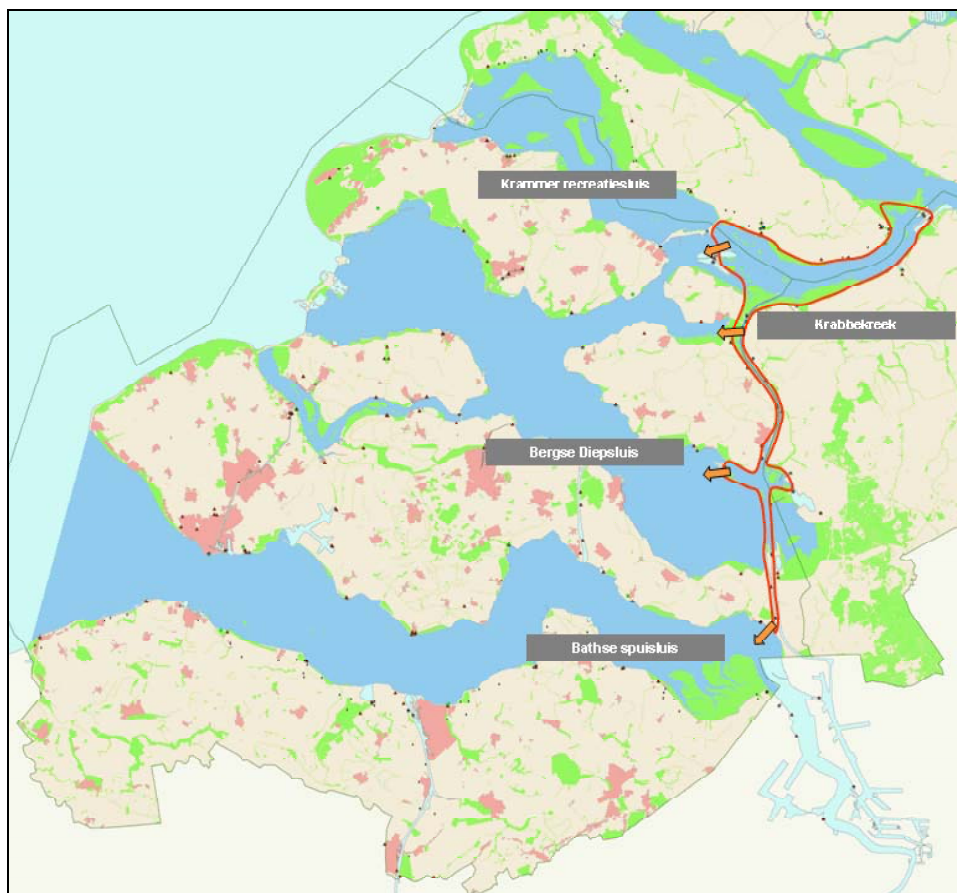 Krammer recreatiesluis
Krabbekreek
Bergse Diepsluis
Bathse spuisluis